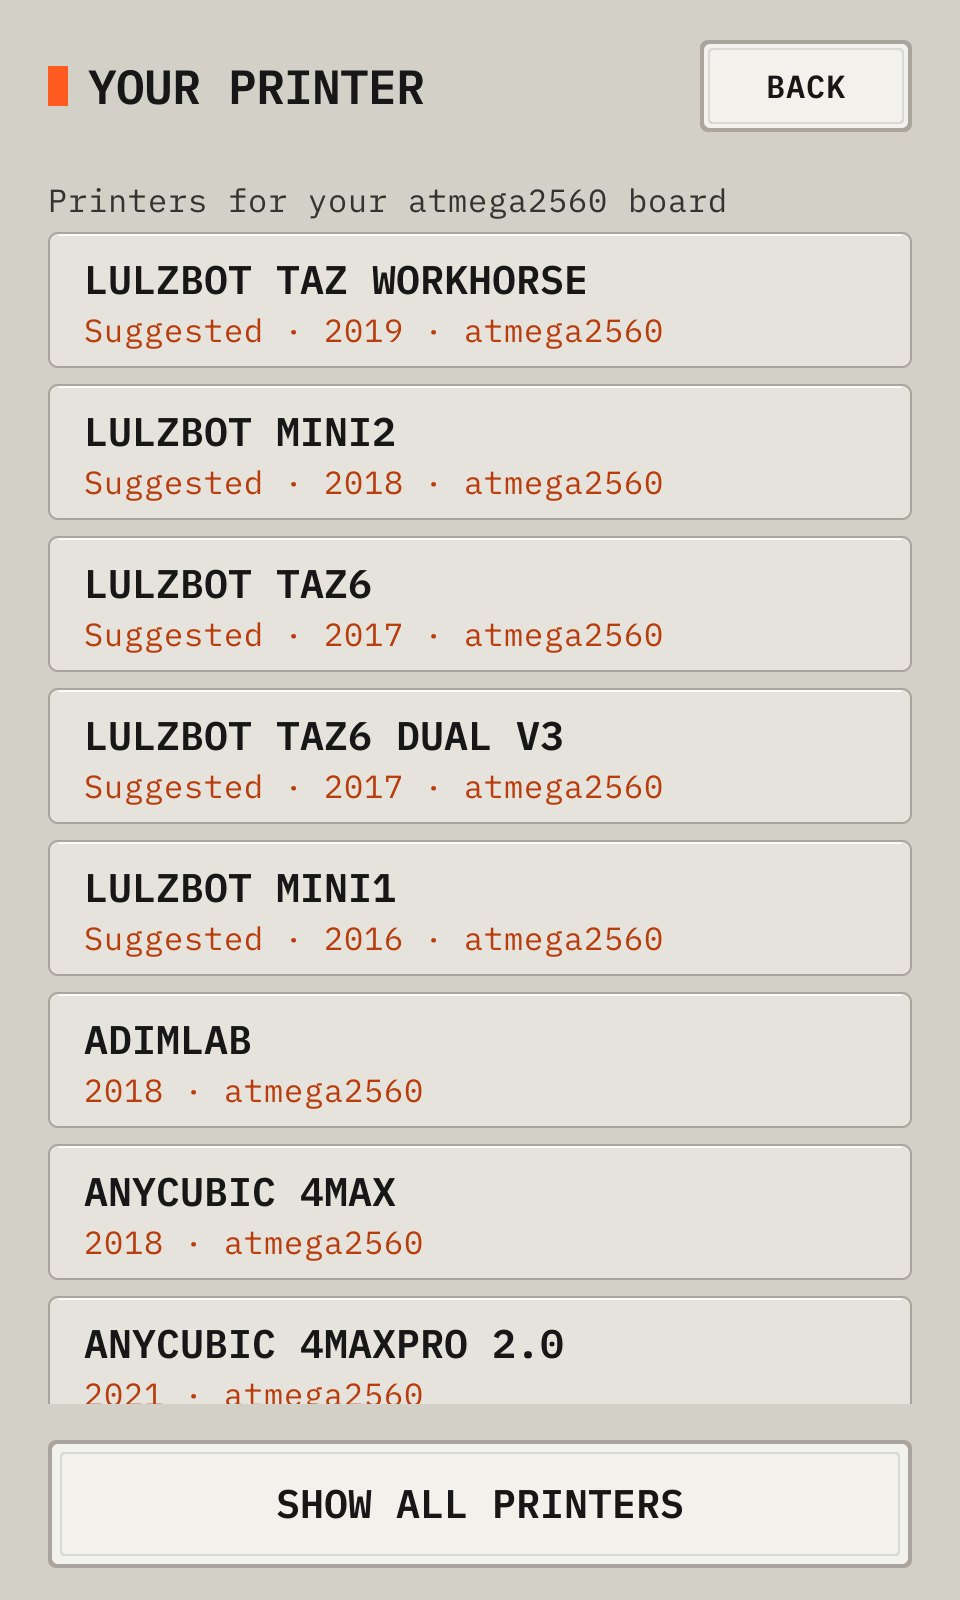 YOUR PRINTER
BACK
Printers for your atmega2560 board
LULZBOT TAZ WORKHORSE
Suggested · 2019 · atmega2560
LULZBOT MINI2
Suggested · 2018 · atmega2560
LULZBOT TAZ6
Suggested · 2017 · atmega2560
LULZBOT TAZ6 DUAL V3
Suggested · 2017 · atmega2560
LULZBOT MINI1
Suggested · 2016 · atmega2560
ADIMLAB
2018 · atmega2560
ANYCUBIC 4MAX
2018 · atmega2560
ANYCUBIC 4MAXPRO 2.0
2021 · atmega2560
SHOW ALL PRINTERS